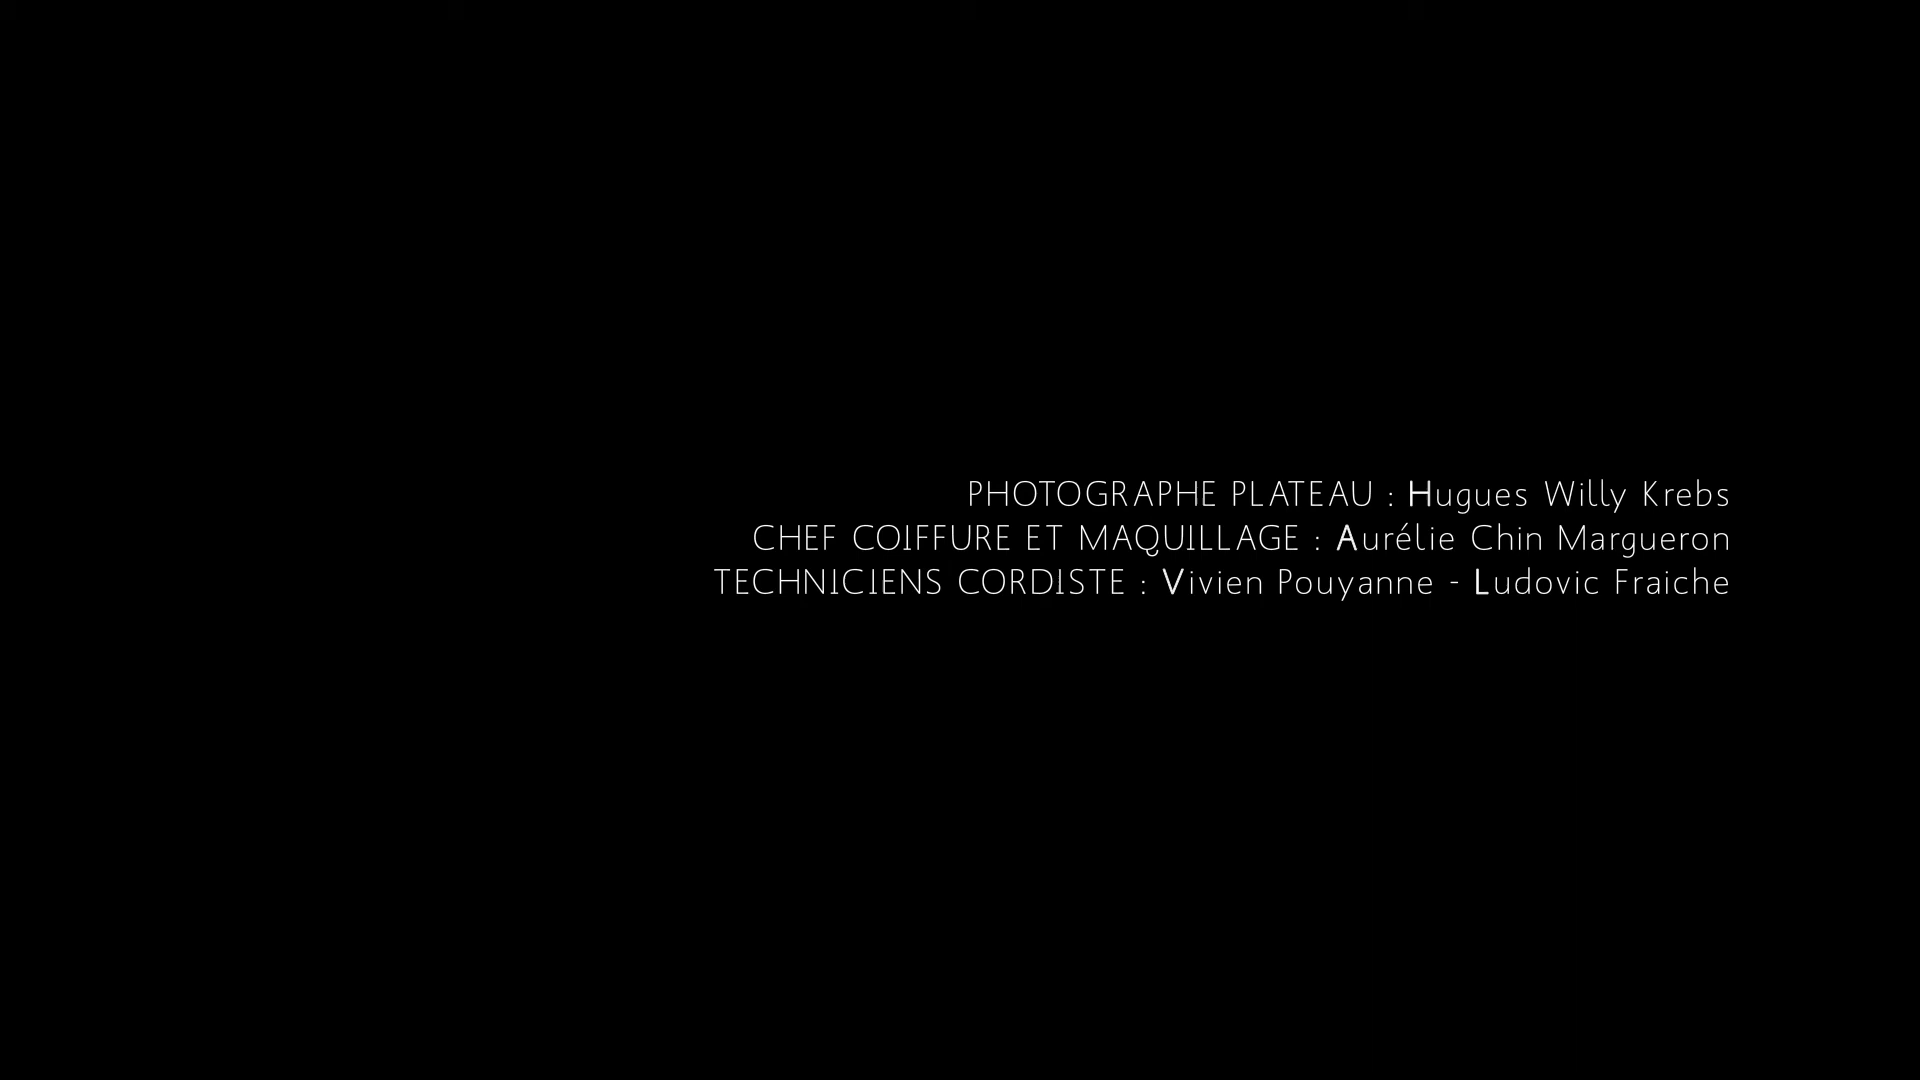 PHOTOGRAPHE PLATEAU : Hugues Willy Krebs
CHEF COIFFURE ET MAQUILLAGE : Aurélie Chin Margueron
TECHNICIENS CORDISTE : Vivien Pouyanne - Ludovic Fraiche